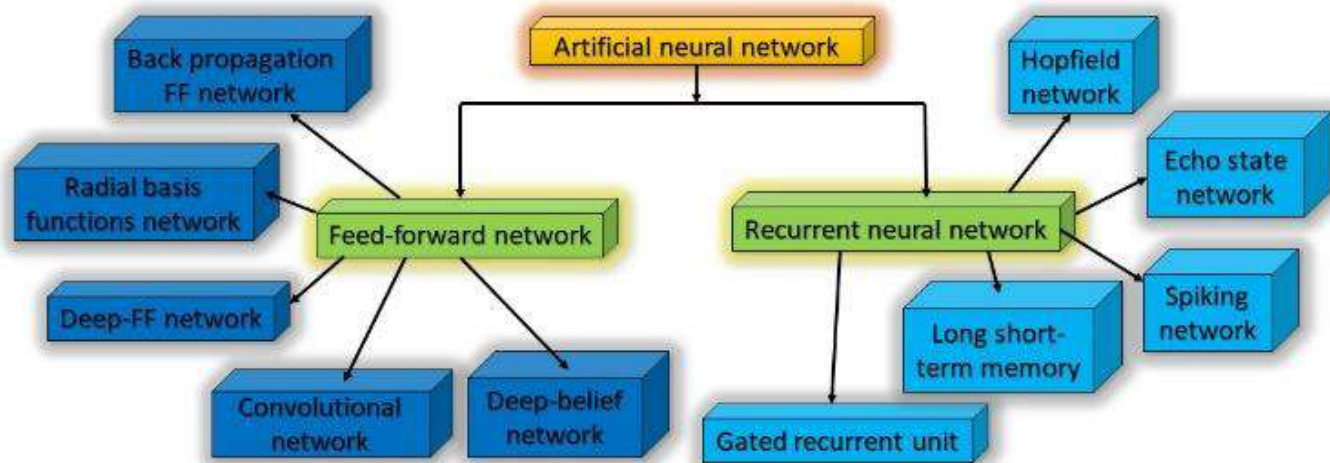 Artificial neural network
Back propagation
FF network
Hopfield
network
Radial basis
functions network
Echo state
network
Feed-forward network
Recurrent neural network
Deep-FF network
Spiking
network
Long short-
term memory
Convolutional
network
Deep-belief
network
Gated recurrent unit